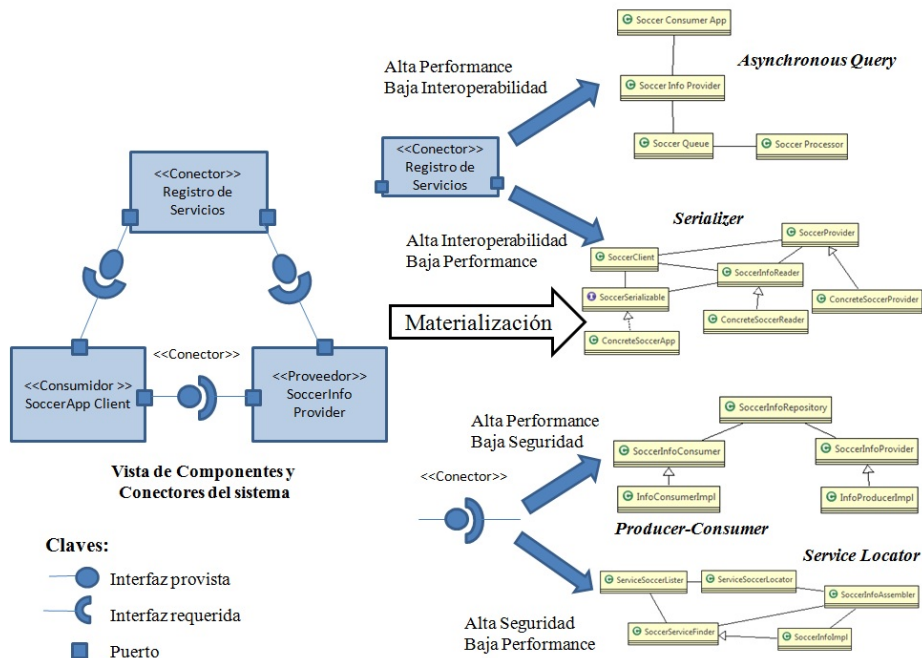 <<Conector>>
Registro de
Servicios
<<Conector>>
<<Consumidor >>
SoccerApp Client
<<Proveedor>>
SoccerInfo
Provider
Vista de Componentes y
Conectores del sistema
Claves:
Interfaz provista
Interfaz requerida
Puerto
Alta Performance
Baja Interoperabilidad
<<Conector>>
Registro de
Servicios
Alta Interoperabilidad
Baja Performance
Materialización
Soccer Consumer App
Asynchronous Query
Soccer Info Provider
Soccer Queue
Soccer Processor
Serializer
SoccerProvider
SoccerClient
SoccerInfoReader
SoccerSerializable
ConcreteSoccerProvider
ConcreteSoccerReader
ConcreteSoccerApp
Alta Performance
Baja Seguridad
<<Conector>>
SoccerInfoRepository
SoccerInfoConsumer
SoccerInfoProvider
InfoConsumerImpl
InfoProducerImpl
Producer-Consumer
Service Locator
Alta Seguridad
Baja Performance
ServiceSoccerLister
ServiceSoccerLocator
SoccerInfoAssembler
SoccerServiceFinder
SoccerInfoImpl